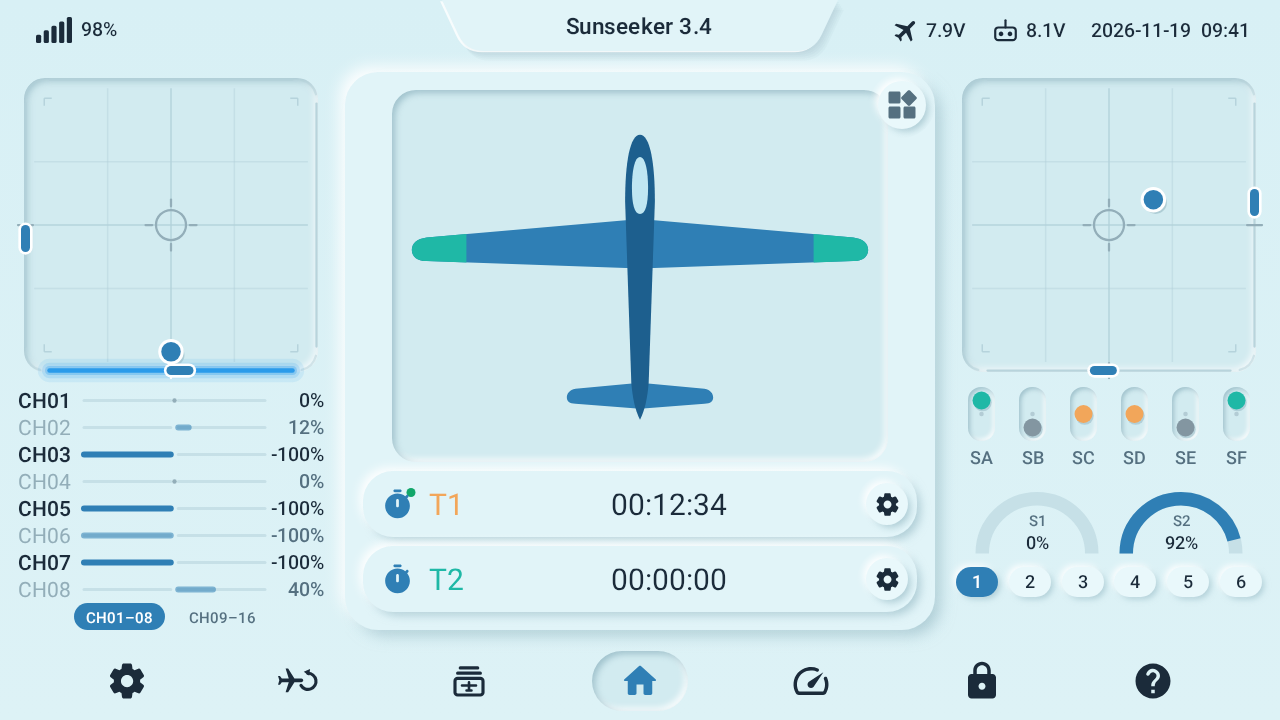 98%
Sunseeker 3.4
7.9V 8.1V 2026-11-19 09:41
CH01 0%
CH02 12%
CH03 -100%
CH04 0%
CH05 -100%
CH06 -100%
CH07 -100%
CH08 40%
CH01–08 CH09–16
T1 00:12:34
T2 00:00:00
SA SB SC SD SE SF
S1 S2
0% 92%
1 2 3 4 5 6